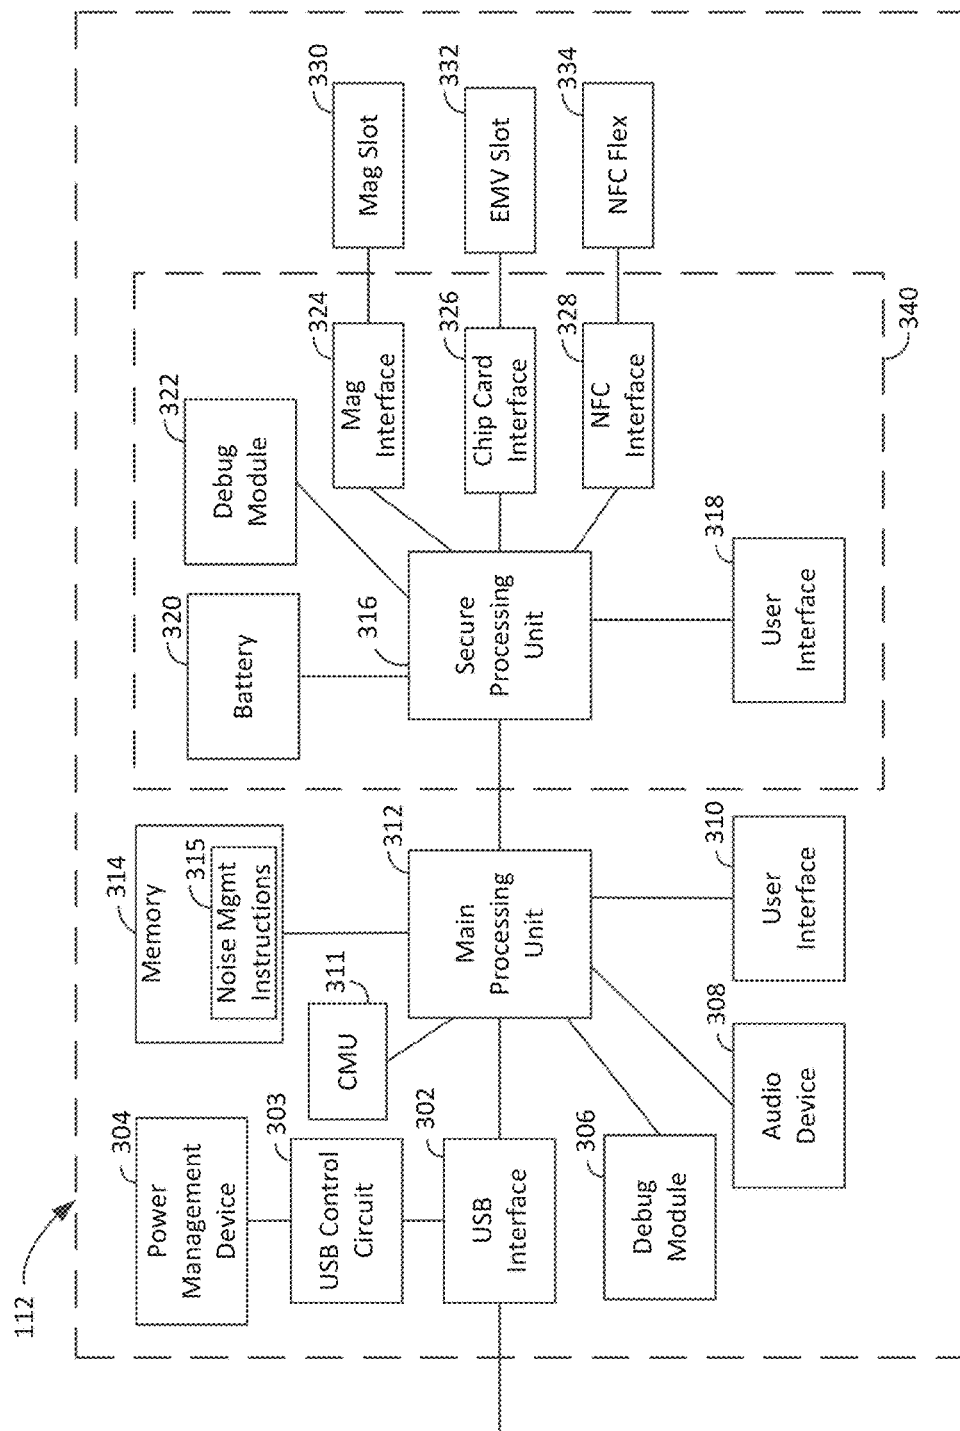 112
304
Power
Management
Device
303
USB Control
Circuit
302
USB
Interface
306
Debug
Module
314
Memory
315
Noise Mgmt
Instructions
311
CMU
312
Main
Processing
Unit
308
Audio
Device
310
User
Interface
320
Battery
322
Debug
Module
316
Secure
Processing
Unit
318
User
Interface
324
Mag
Interface
326
Chip Card
Interface
328
NFC
Interface
330
Mag Slot
332
EMV Slot
334
NFC Flex
340